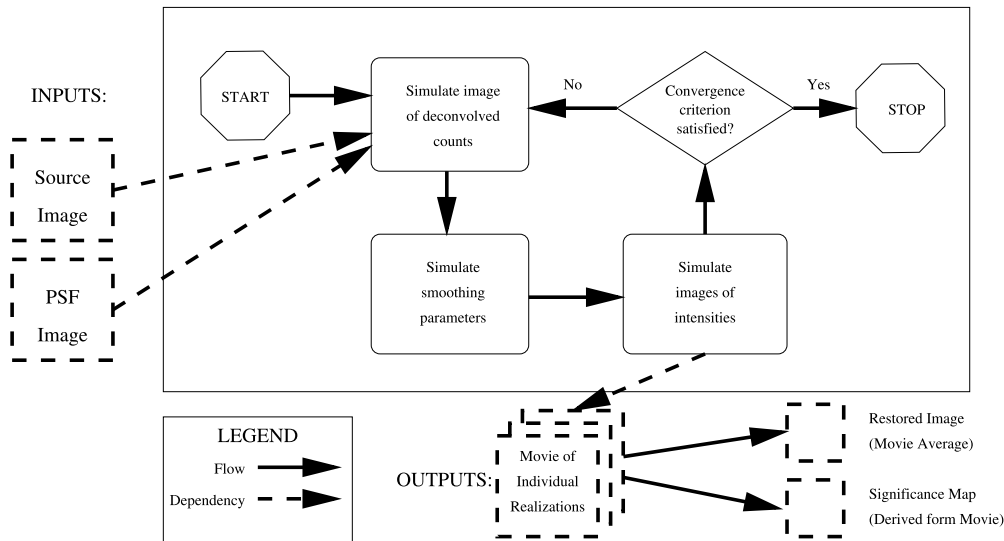 INPUTS:
Source
Image
PSF
Image
START
Simulate image
of deconvolved
counts
No
Convergence
criterion
satisfied?
Yes
STOP
Simulate
smoothing
parameters
Simulate
images of
intensities
LEGEND
Flow
Dependency
OUTPUTS:
Movie of
Individual
Realizations
Restored Image
(Movie Average)
Significance Map
(Derived form Movie)